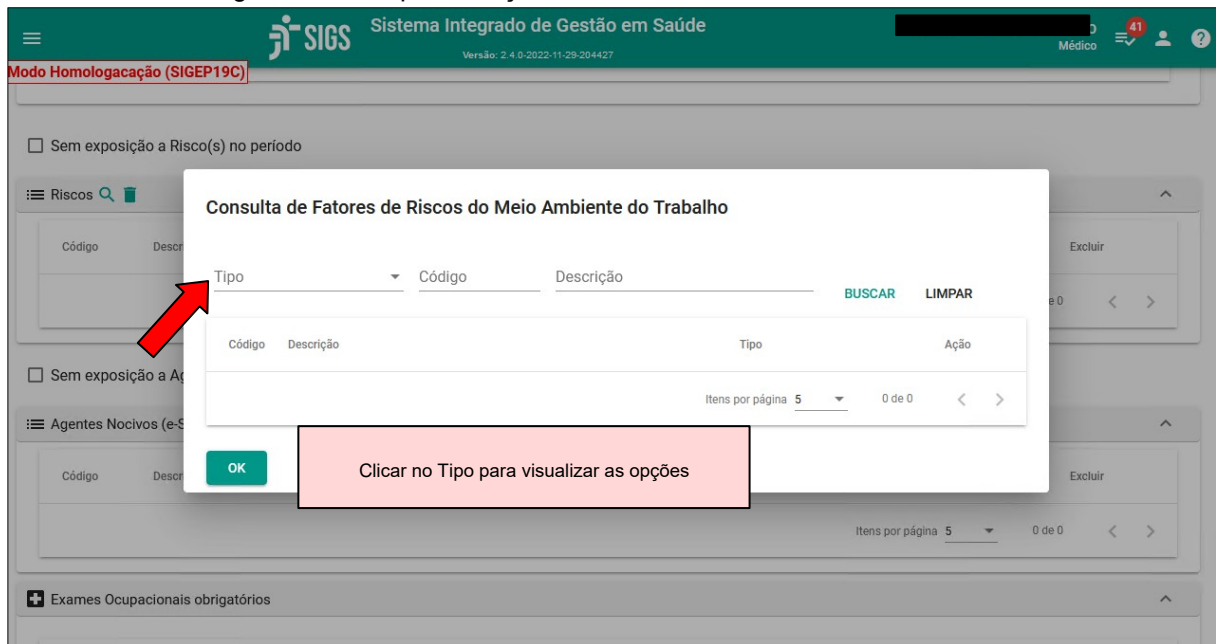 SIGS
Sistema Integrado de Gestão em Saúde
Versão: 2.4.0-2022-11-29-204427
Médico
41
Modo Homologacação (SIGEP19C)
Sem exposição a Risco(s) no período
Riscos
Código Descr Excluir
e 0
Consulta de Fatores de Riscos do Meio Ambiente do Trabalho
Tipo Código Descrição BUSCAR LIMPAR
Código Descrição Tipo Ação
Itens por página 5 0 de 0
OK
Clicar no Tipo para visualizar as opções
Sem exposição a Ag
Agentes Nocivos (e-S
Código Descr Excluir
Itens por página 5 0 de 0
Exames Ocupacionais obrigatórios